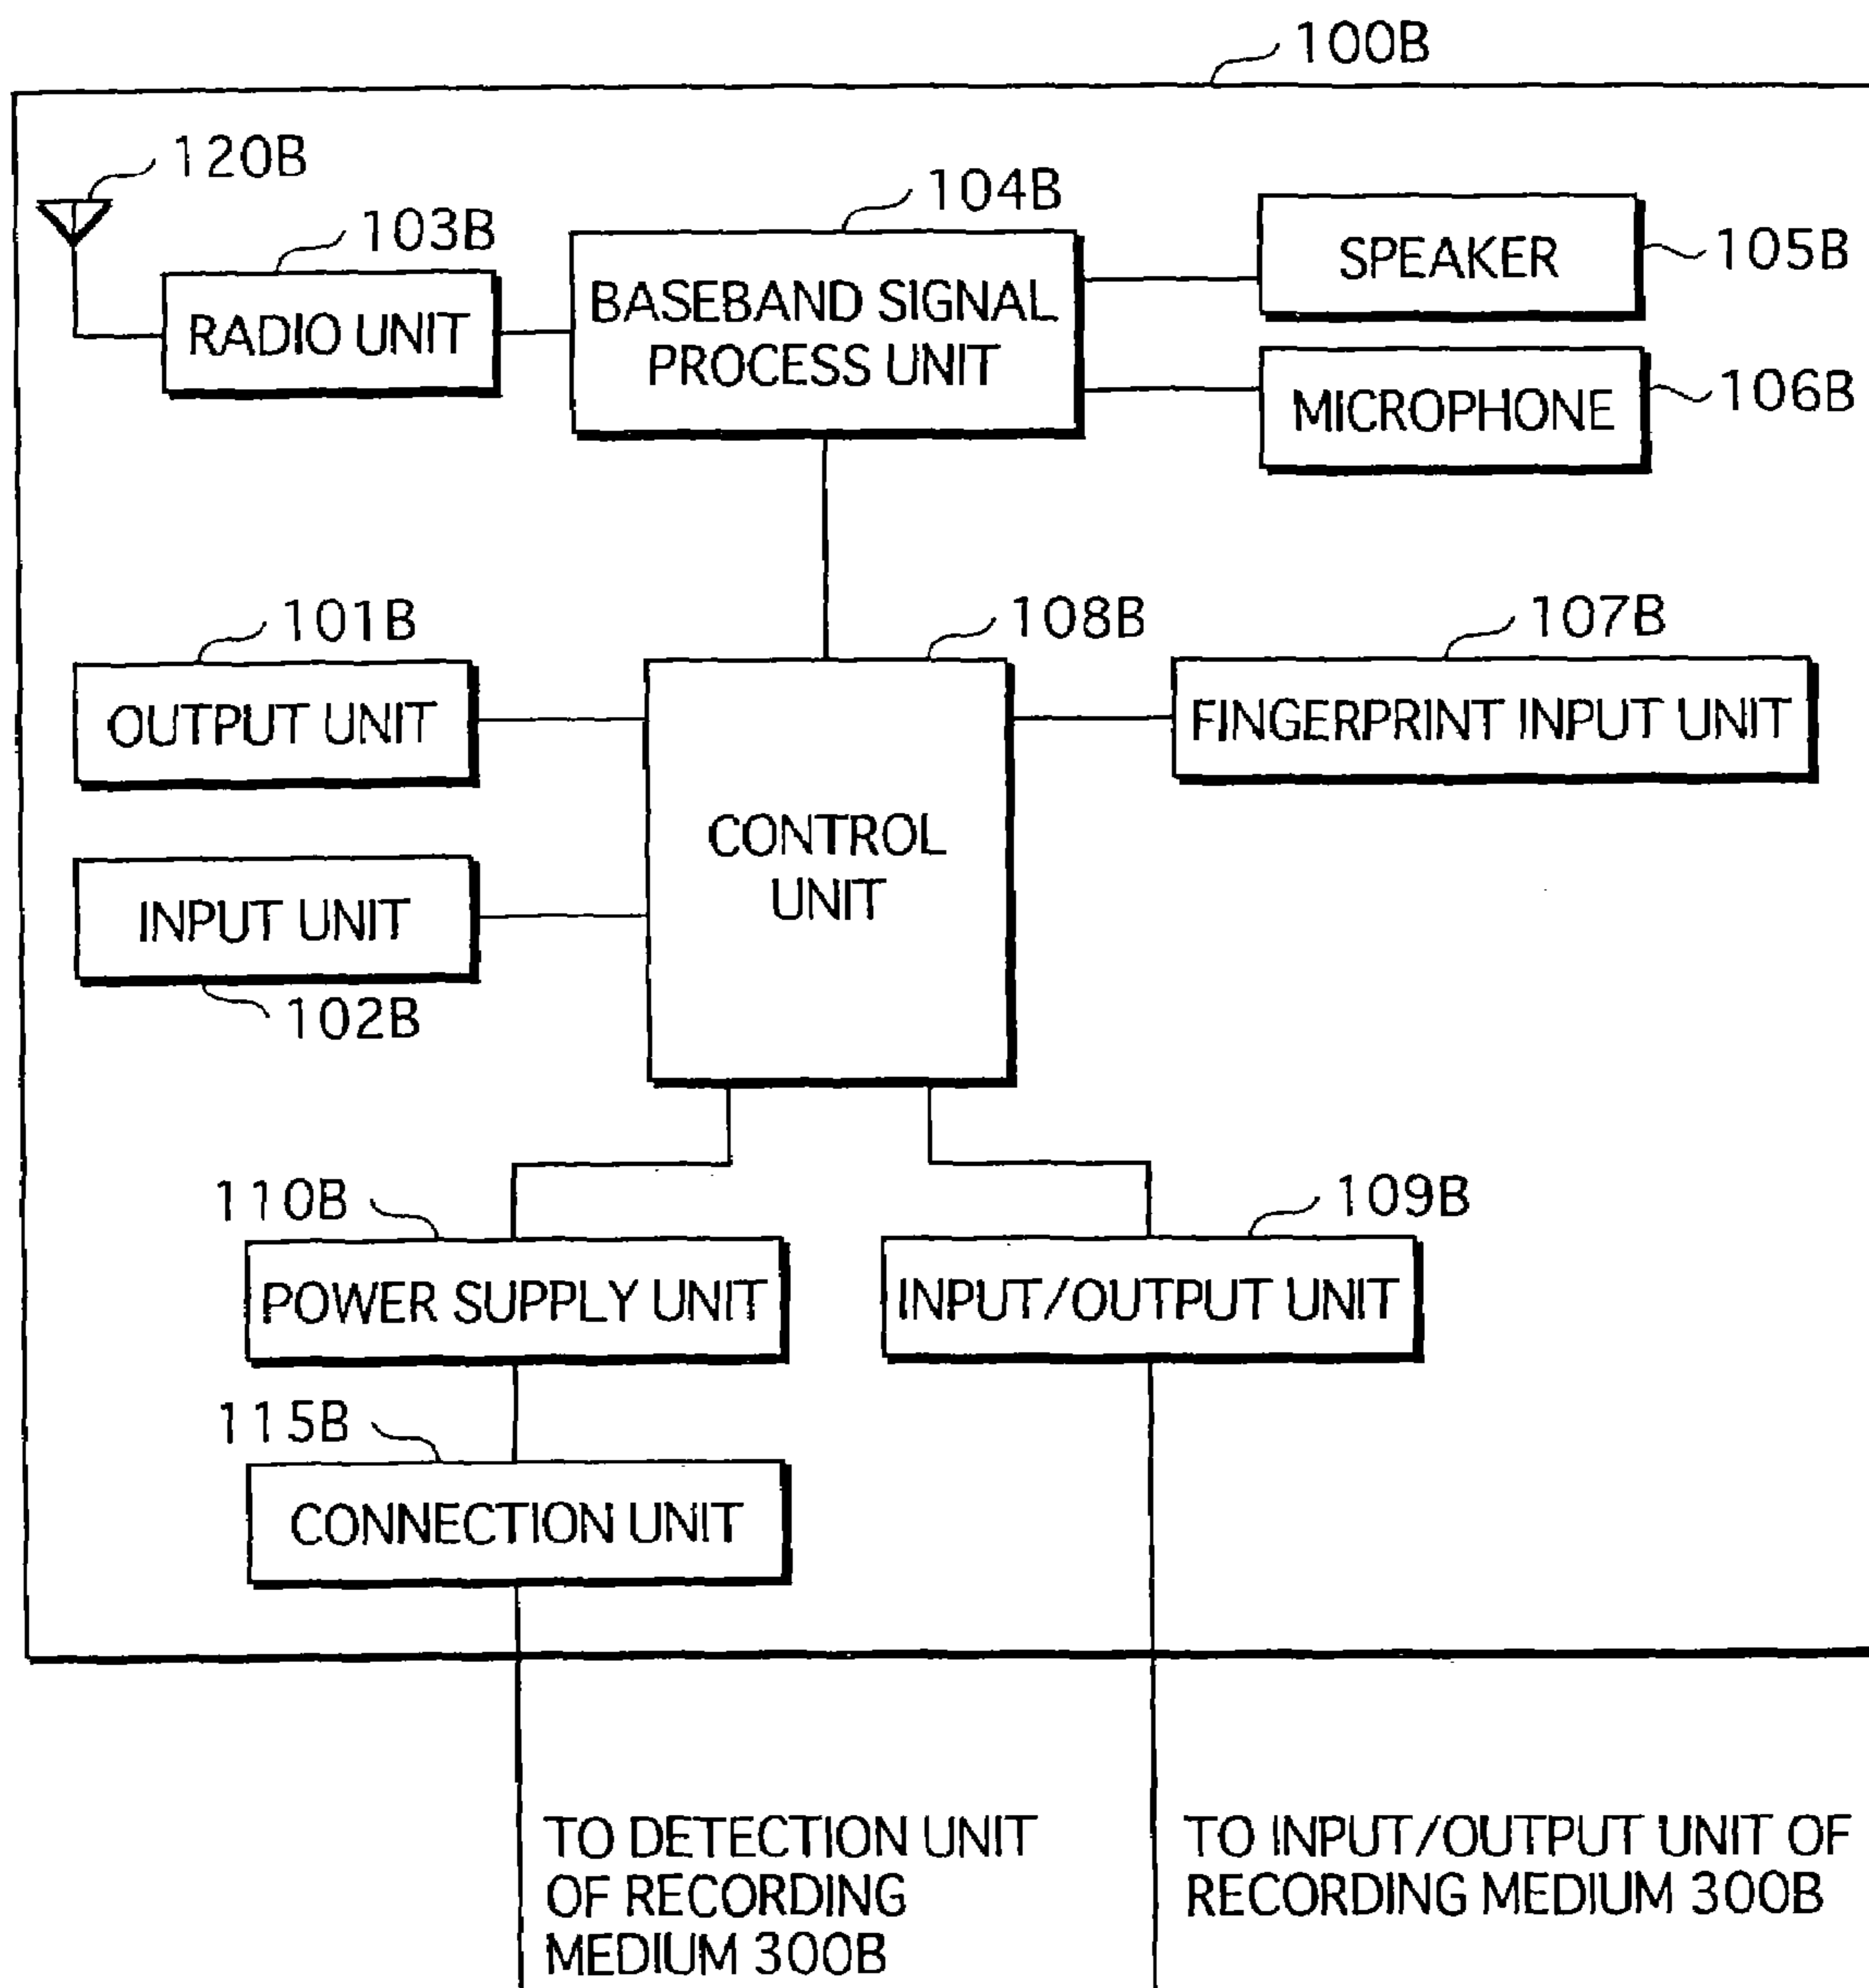 100B
120B
103B
104B
RADIO UNIT
BASEBAND SIGNAL
PROCESS UNIT
SPEAKER
105B
MICROPHONE
106B
101B
108B
107B
OUTPUT UNIT
CONTROL
UNIT
FINGERPRINT INPUT UNIT
INPUT UNIT
102B
110B
109B
POWER SUPPLY UNIT
INPUT/OUTPUT UNIT
115B
CONNECTION UNIT
TO DETECTION UNIT
OF RECORDING
MEDIUM 300B
TO INPUT/OUTPUT UNIT OF
RECORDING MEDIUM 300B